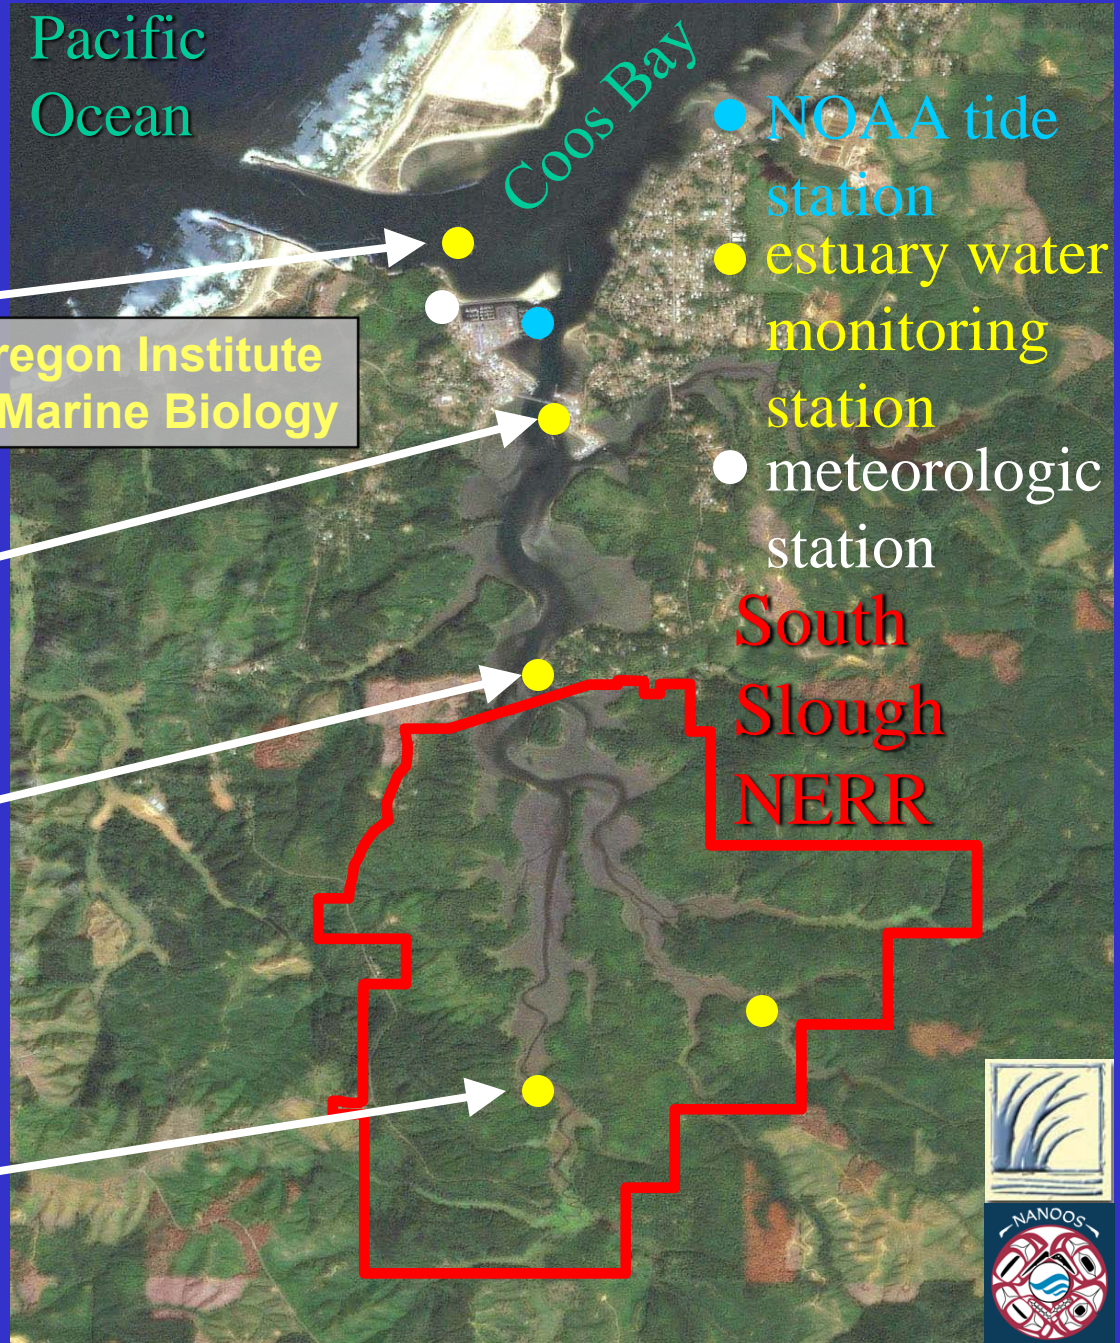 Pacific
Ocean
Coos Bay
NOAA tide
station
estuary water
monitoring
station
meteorologic
station
regon Institute
Marine Biology
South
Slough
NERR
NANOOS